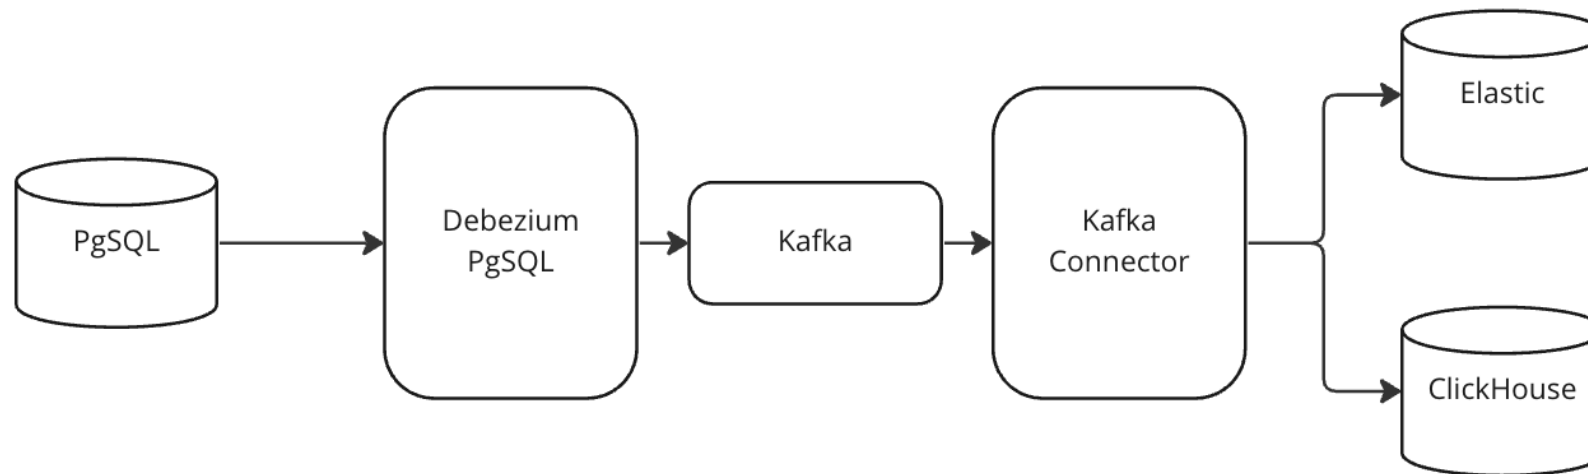 PgSQL
Debezium
PgSQL
Kafka
Kafka
Connector
Elastic
ClickHouse